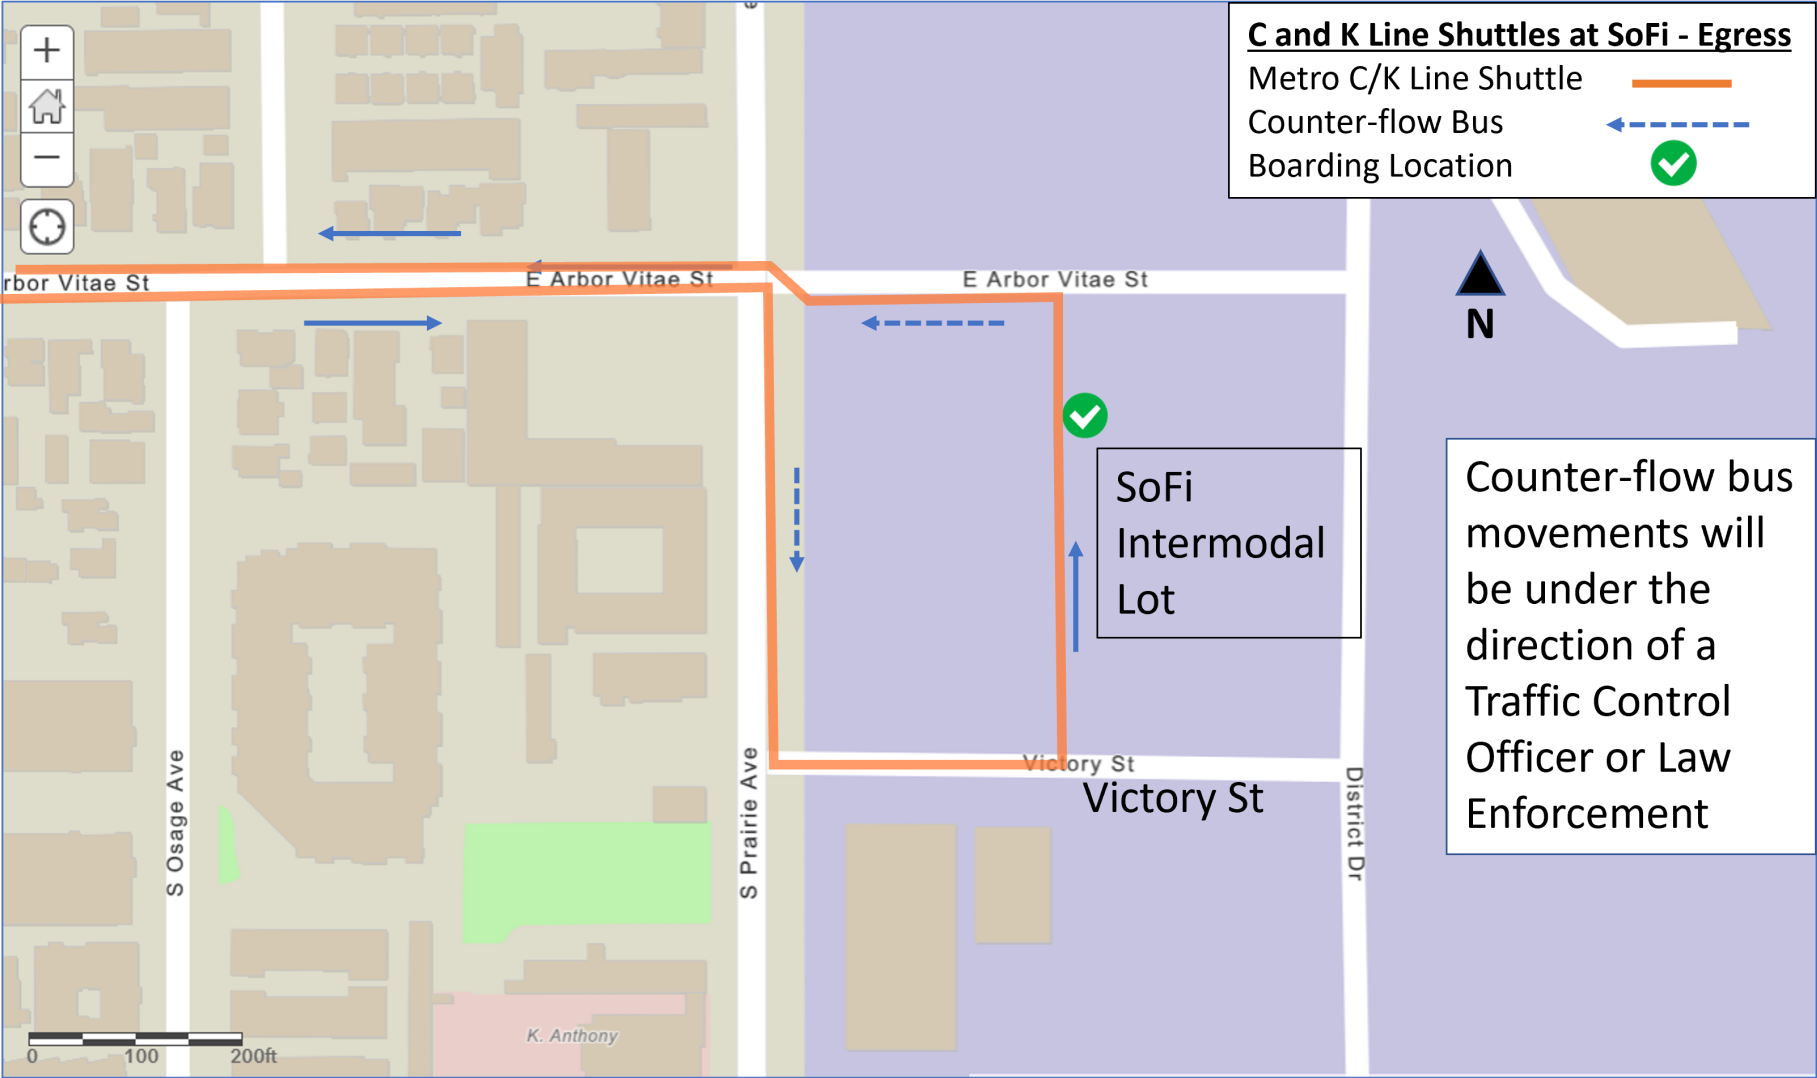 e
C and K Line Shuttles at SoFi - Egress
Metro C/K Line Shuttle
Counter-flow Bus
Boarding Location
+
−
rbor Vitae St
E Arbor Vitae St
E Arbor Vitae St
N
SoFi
Intermodal
Lot
Counter-flow bus
movements will
be under the
direction of a
Traffic Control
Officer or Law
Enforcement
S Osage Ave
S Prairie Ave
Victory St
Victory St
District Dr
K. Anthony
0 100 200ft